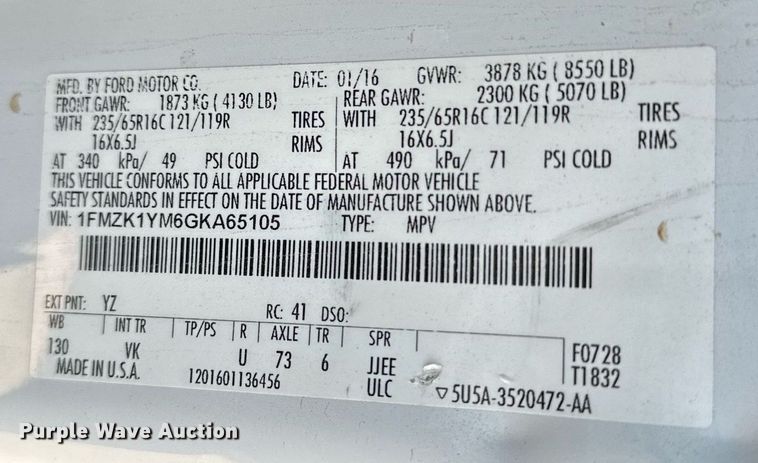 MFD. BY FORD MOTOR CO. DATE: 01/16 GVWR: 3878 KG ( 8550 LB)
FRONT GAWR: 1873 KG ( 4130 LB) REAR GAWR: 2300 KG ( 5070 LB)
WITH 235/65R16C 121/119R TIRES WITH 235/65R16C 121/119R TIRES
16X6.5J RIMS 16X6.5J RIMS
AT 340 kPa/ 49 PSI COLD AT 490 kPa/ 71 PSI COLD
THIS VEHICLE CONFORMS TO ALL APPLICABLE FEDERAL MOTOR VEHICLE
SAFETY STANDARDS IN EFFECT ON THE DATE OF MANUFACTURE SHOWN ABOVE.
VIN: 1FMZK1YM6GKA65105 TYPE: MPV
EXT PNT: YZ RC: 41 DSO:
WB INT TR TP/PS R AXLE TR SPR
130 VK U 73 6 JJEE F0728
MADE IN U.S.A. 1201601136456 ULC T1832
▽5U5A-3520472-AA
Purple Wave Auction